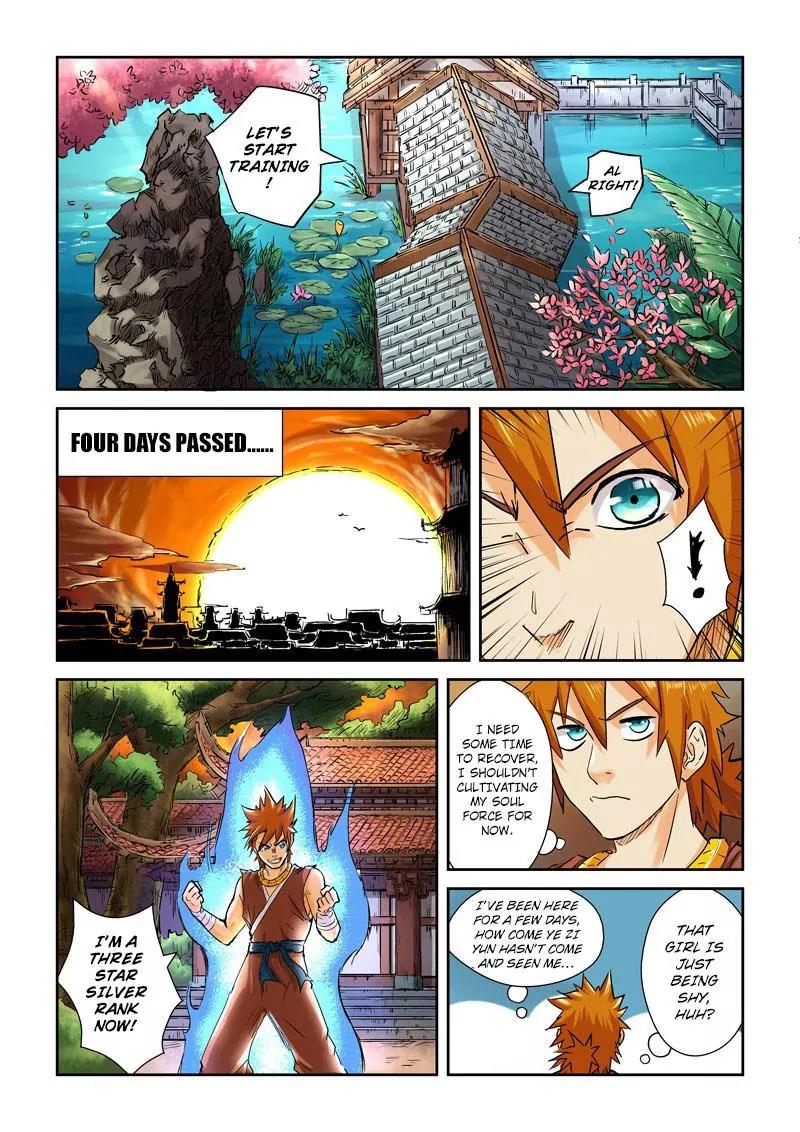 LET'S
START
TRAINING
!
AL
RIGHT!
FOUR DAYS PASSED......
!
I NEED
SOME TIME
TO RECOVER,
I SHOULDN'T
CULTIVATING
MY SOUL
FORCE FOR
NOW.
I'M A
THREE
STAR
SILVER
RANK
NOW!
I'VE BEEN HERE
FOR A FEW DAYS,
HOW COME YE ZI
YUN HASN'T COME
AND SEEN ME...
THAT
GIRL IS
JUST
BEING
SHY,
HUH?